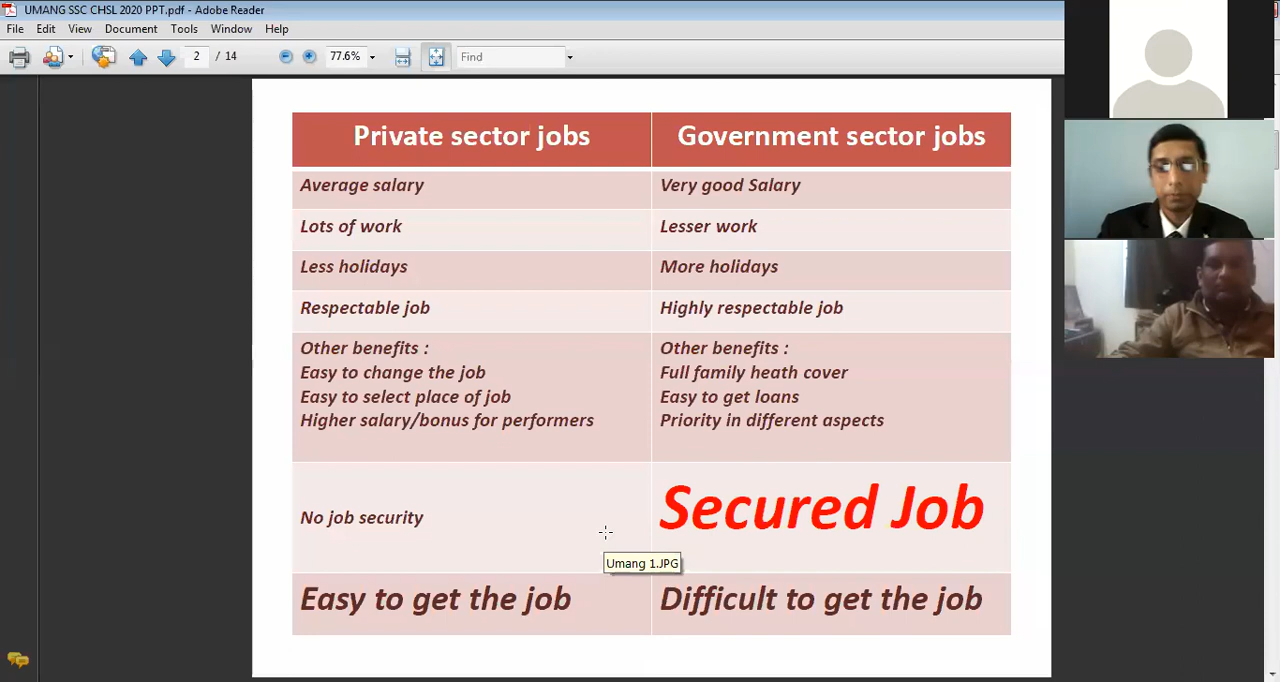 UMANG SSC CHSL 2020 PPT.pdf - Adobe Reader
File Edit View Document Tools Window Help
2 / 14 77.6% Find
Private sector jobs Government sector jobs
Average salary Very good Salary
Lots of work Lesser work
Less holidays More holidays
Respectable job Highly respectable job
Other benefits : Other benefits :
Easy to change the job Full family heath cover
Easy to select place of job Easy to get loans
Higher salary/bonus for performers Priority in different aspects
No job security Secured Job
Umang 1.JPG
Easy to get the job Difficult to get the job